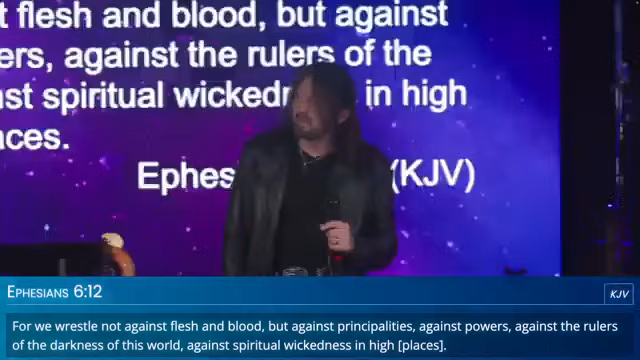 t flesh and blood, but against
ers, against the rulers of the
st spiritual wickedn in high
aces.
Ephes (KJV)
EPHESIANS 6:12
KJV
For we wrestle not against flesh and blood, but against principalities, against powers, against the rulers
of the darkness of this world, against spiritual wickedness in high [places].